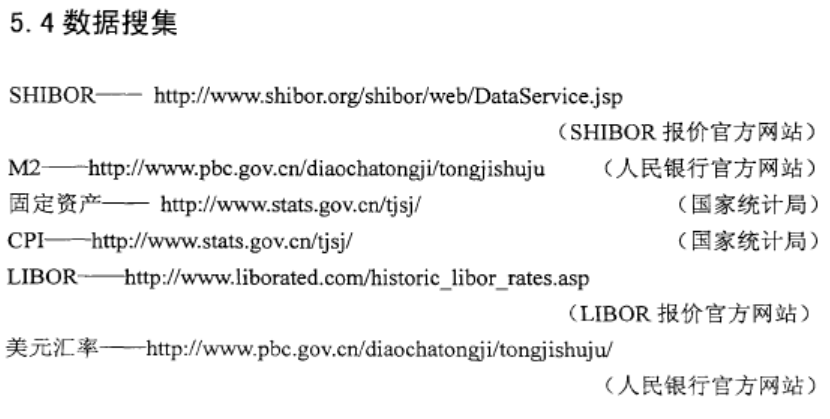 5.4 数据搜集
SHIBOR—— http://www.shibor.org/shibor/web/DataService.jsp
（SHIBOR 报价官方网站）
M2——http://www.pbc.gov.cn/diaochatongji/tongjishuju （人民银行官方网站）
固定资产—— http://www.stats.gov.cn/tjsj/ （国家统计局）
CPI——http://www.stats.gov.cn/tjsj/ （国家统计局）
LIBOR——http://www.liborated.com/historic_libor_rates.asp
（LIBOR 报价官方网站）
美元汇率——http://www.pbc.gov.cn/diaochatongji/tongjishuju/
（人民银行官方网站）